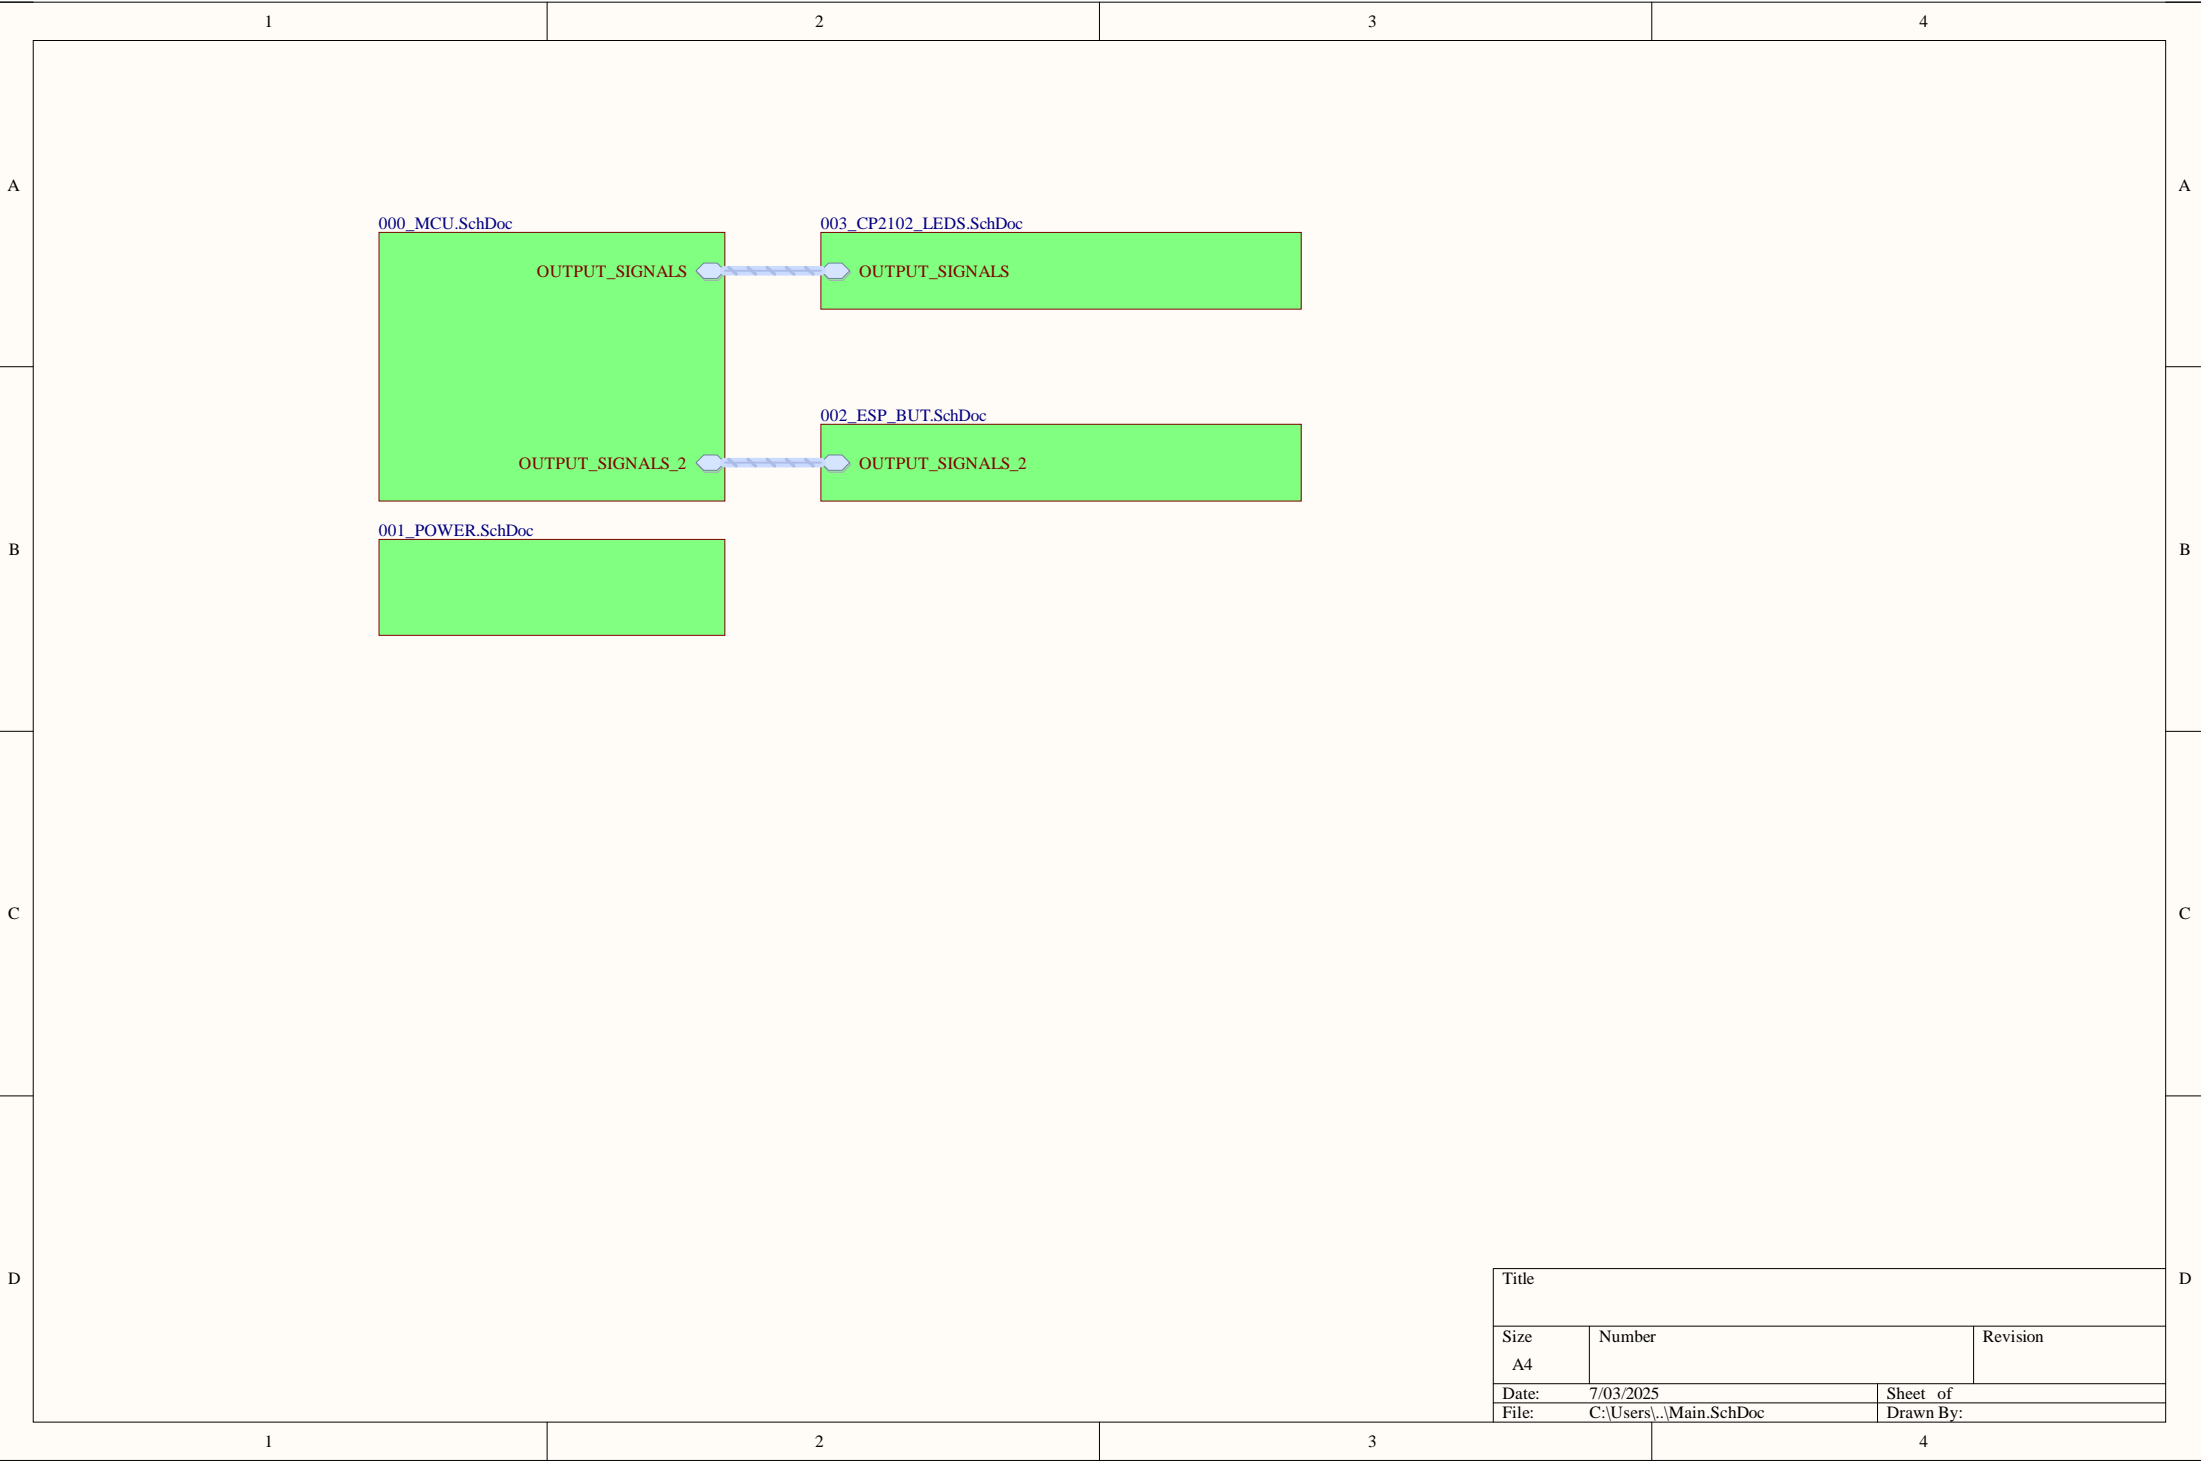 1 2 3 4
A A
000_MCU.SchDoc 003_CP2102_LEDS.SchDoc
OUTPUT_SIGNALS OUTPUT_SIGNALS
002_ESP_BUT.SchDoc
OUTPUT_SIGNALS_2 OUTPUT_SIGNALS_2
001_POWER.SchDoc
B B
C C
D D
Title
Size Number Revision
A4
Date: 7/03/2025 Sheet of
File: C:\Users\..\Main.SchDoc Drawn By:
1 2 3 4